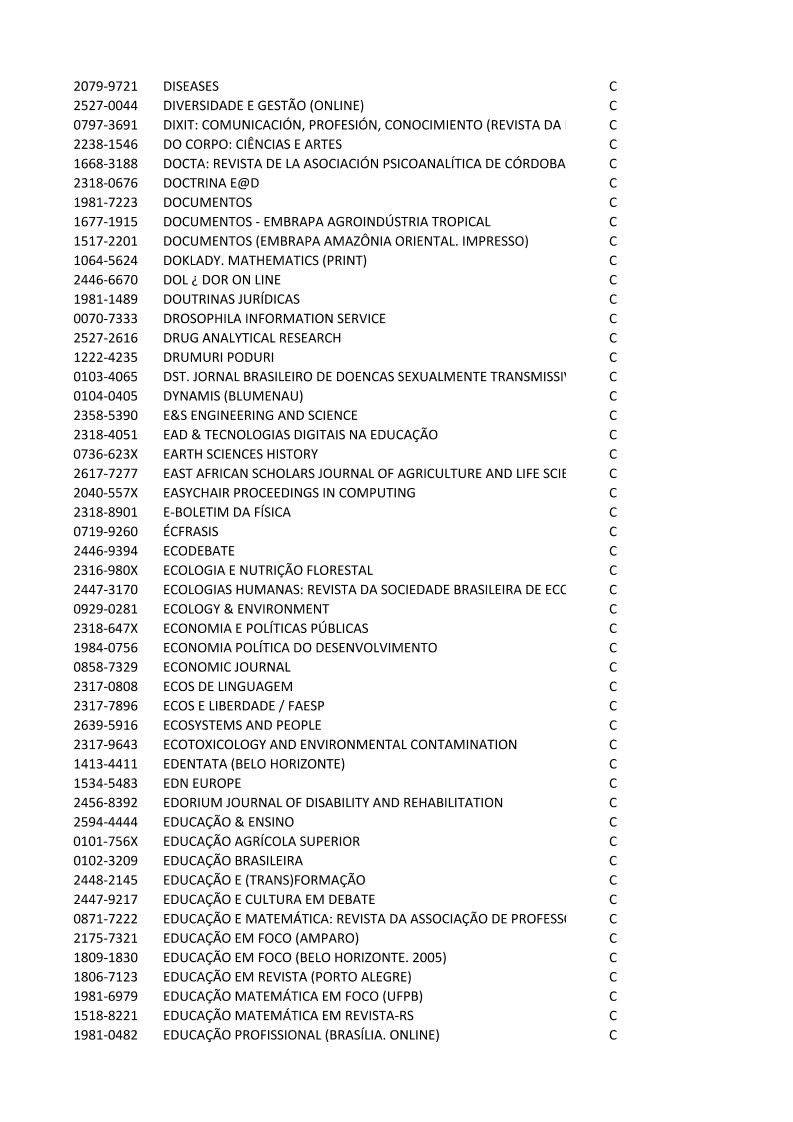 2079-9721 DISEASES C
2527-0044 DIVERSIDADE E GESTÃO (ONLINE) C
0797-3691 DIXIT: COMUNICACIÓN, PROFESIÓN, CONOCIMIENTO (REVISTA DA C
2238-1546 DO CORPO: CIÊNCIAS E ARTES C
1668-3188 DOCTA: REVISTA DE LA ASOCIACIÓN PSICOANALÍTICA DE CÓRDOBA C
2318-0676 DOCTRINA E@D C
1981-7223 DOCUMENTOS C
1677-1915 DOCUMENTOS - EMBRAPA AGROINDÚSTRIA TROPICAL C
1517-2201 DOCUMENTOS (EMBRAPA AMAZÔNIA ORIENTAL. IMPRESSO) C
1064-5624 DOKLADY. MATHEMATICS (PRINT) C
2446-6670 DOL ¿ DOR ON LINE C
1981-1489 DOUTRINAS JURÍDICAS C
0070-7333 DROSOPHILA INFORMATION SERVICE C
2527-2616 DRUG ANALYTICAL RESEARCH C
1222-4235 DRUMURI PODURI C
0103-4065 DST. JORNAL BRASILEIRO DE DOENCAS SEXUALMENTE TRANSMISSIV C
0104-0405 DYNAMIS (BLUMENAU) C
2358-5390 E&S ENGINEERING AND SCIENCE C
2318-4051 EAD & TECNOLOGIAS DIGITAIS NA EDUCAÇÃO C
0736-623X EARTH SCIENCES HISTORY C
2617-7277 EAST AFRICAN SCHOLARS JOURNAL OF AGRICULTURE AND LIFE SCIE C
2040-557X EASYCHAIR PROCEEDINGS IN COMPUTING C
2318-8901 E-BOLETIM DA FÍSICA C
0719-9260 ÉCFRASIS C
2446-9394 ECODEBATE C
2316-980X ECOLOGIA E NUTRIÇÃO FLORESTAL C
2447-3170 ECOLOGIAS HUMANAS: REVISTA DA SOCIEDADE BRASILEIRA DE ECO C
0929-0281 ECOLOGY & ENVIRONMENT C
2318-647X ECONOMIA E POLÍTICAS PÚBLICAS C
1984-0756 ECONOMIA POLÍTICA DO DESENVOLVIMENTO C
0858-7329 ECONOMIC JOURNAL C
2317-0808 ECOS DE LINGUAGEM C
2317-7896 ECOS E LIBERDADE / FAESP C
2639-5916 ECOSYSTEMS AND PEOPLE C
2317-9643 ECOTOXICOLOGY AND ENVIRONMENTAL CONTAMINATION C
1413-4411 EDENTATA (BELO HORIZONTE) C
1534-5483 EDN EUROPE C
2456-8392 EDORIUM JOURNAL OF DISABILITY AND REHABILITATION C
2594-4444 EDUCAÇÃO & ENSINO C
0101-756X EDUCAÇÃO AGRÍCOLA SUPERIOR C
0102-3209 EDUCAÇÃO BRASILEIRA C
2448-2145 EDUCAÇÃO E (TRANS)FORMAÇÃO C
2447-9217 EDUCAÇÃO E CULTURA EM DEBATE C
0871-7222 EDUCAÇÃO E MATEMÁTICA: REVISTA DA ASSOCIAÇÃO DE PROFESSO C
2175-7321 EDUCAÇÃO EM FOCO (AMPARO) C
1809-1830 EDUCAÇÃO EM FOCO (BELO HORIZONTE. 2005) C
1806-7123 EDUCAÇÃO EM REVISTA (PORTO ALEGRE) C
1981-6979 EDUCAÇÃO MATEMÁTICA EM FOCO (UFPB) C
1518-8221 EDUCAÇÃO MATEMÁTICA EM REVISTA-RS C
1981-0482 EDUCAÇÃO PROFISSIONAL (BRASÍLIA. ONLINE) C